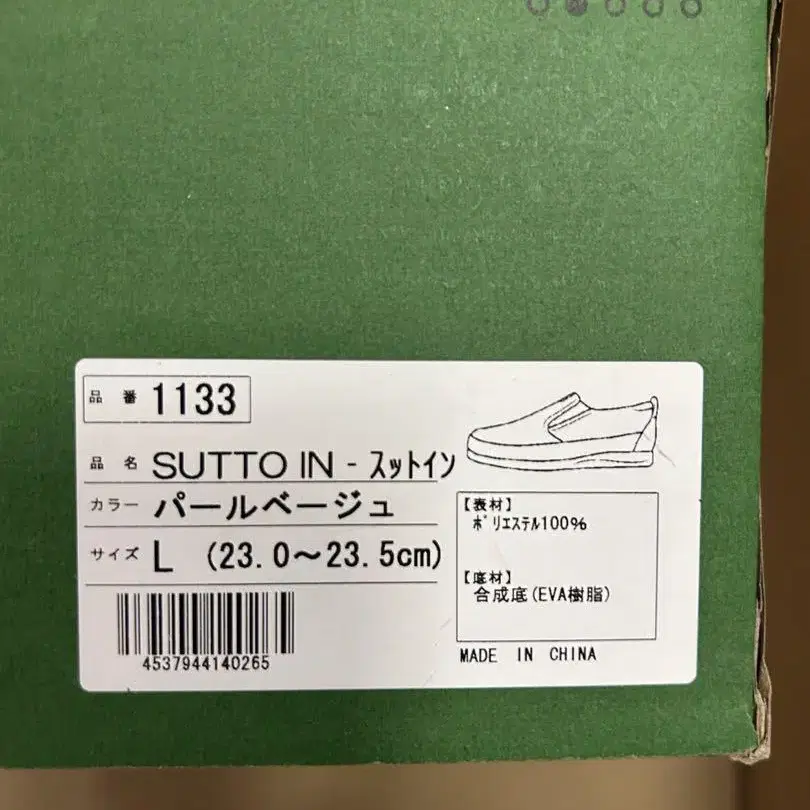 品 番 1133
品 名 SUTTO IN - ｽｯﾄｲﾝ
カラー パールベージュ
サイズ L (23.0～23.5cm)
4537944140265
【表材】
ﾎﾟﾘｴｽﾃﾙ100%
【底材】
合成底(EVA樹脂)
MADE IN CHINA